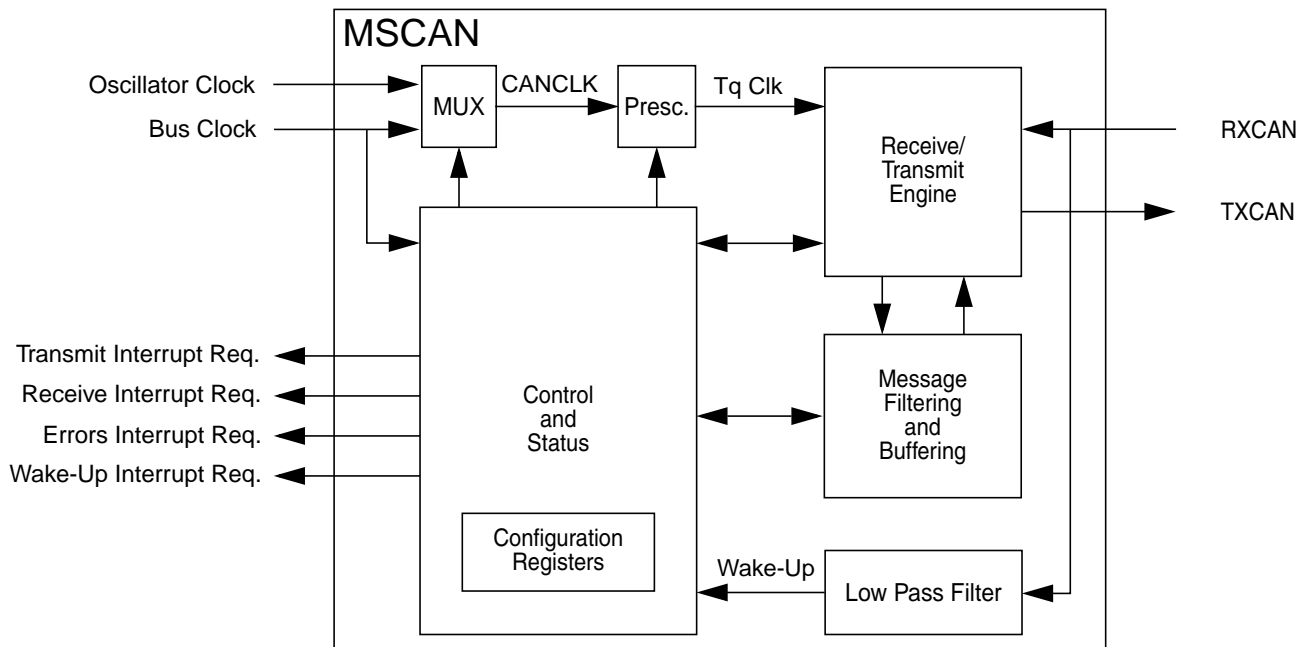 MSCAN
Oscillator Clock
Bus Clock
MUX
CANCLK
Presc.
Tq Clk
Receive/
Transmit
Engine
RXCAN
TXCAN
Transmit Interrupt Req.
Receive Interrupt Req.
Errors Interrupt Req.
Wake-Up Interrupt Req.
Control
and
Status
Message
Filtering
and
Buffering
Configuration
Registers
Wake-Up
Low Pass Filter